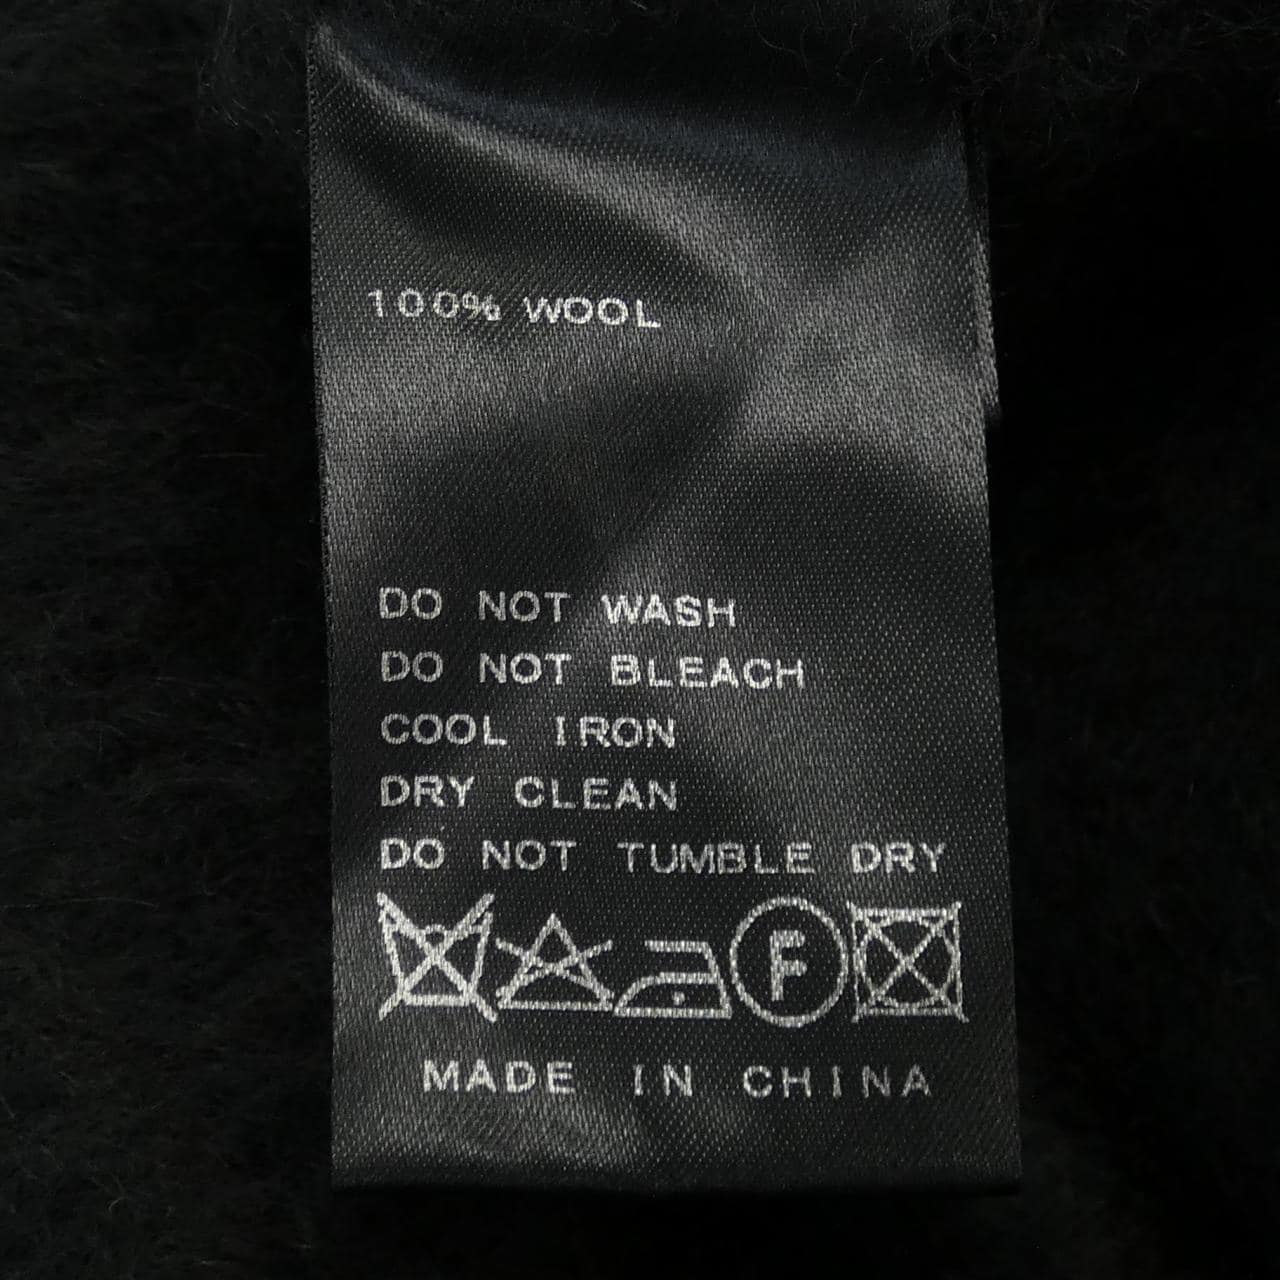 100% WOOL
DO NOT WASH
DO NOT BLEACH
COOL IRON
DRY CLEAN
DO NOT TUMBLE DRY
F
MADE IN CHINA